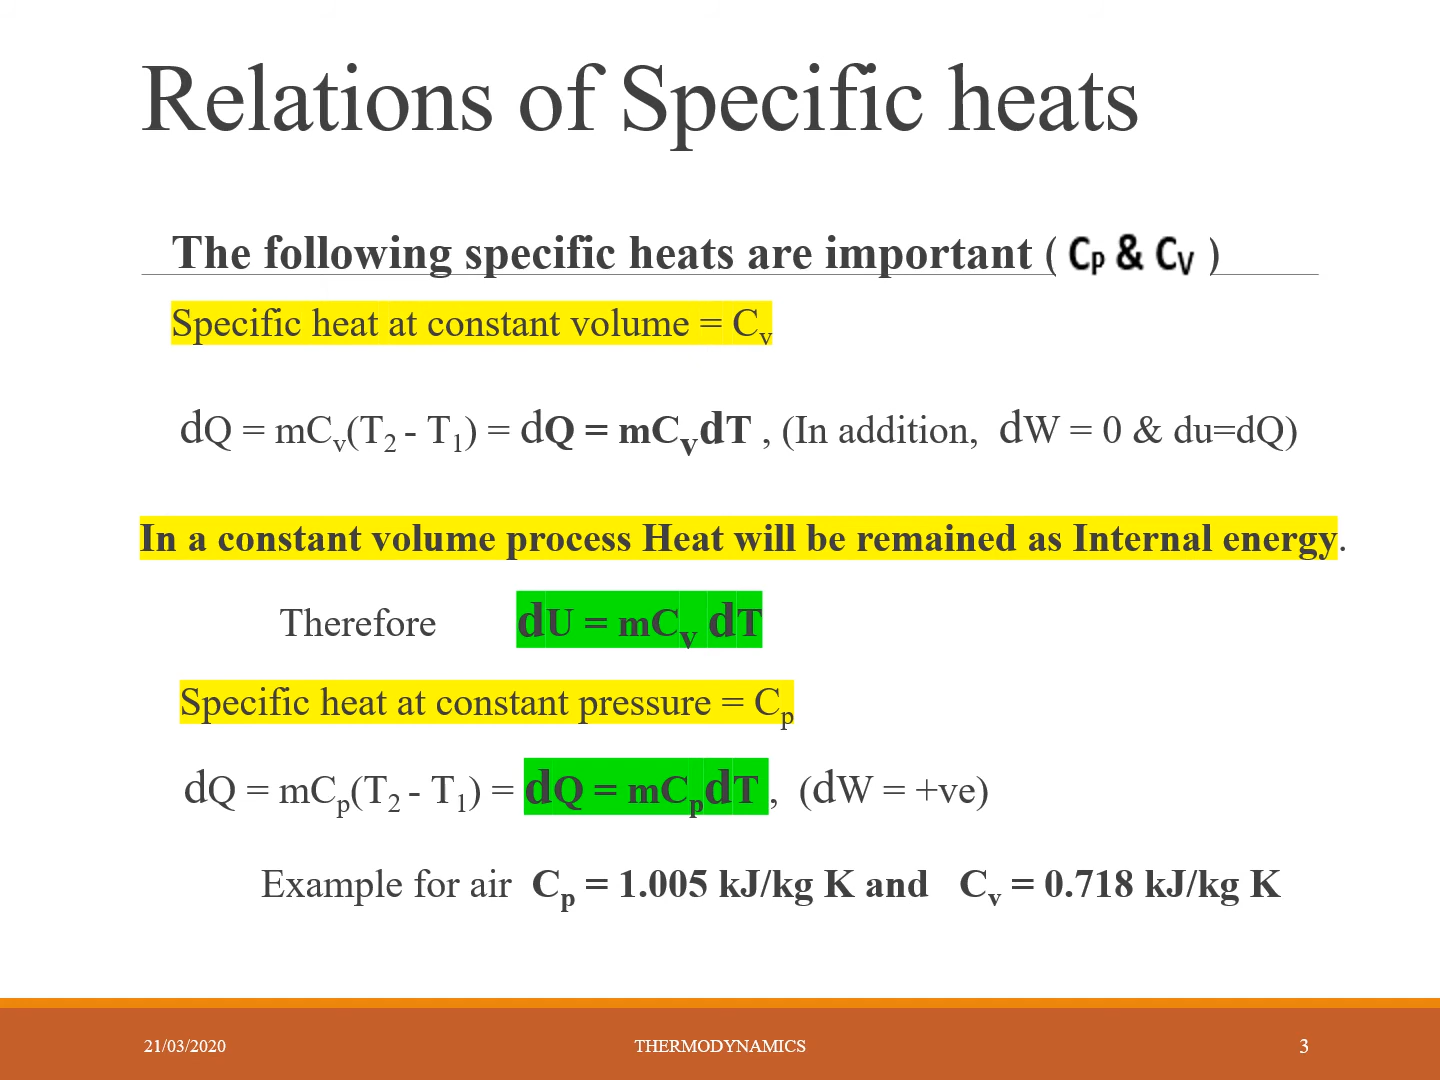 Relations of Specific heats
The following specific heats are important ( CP & CV )
Specific heat at constant volume = Cv
dQ = mCv(T2 - T1) = dQ = mCvdT , (In addition, dW = 0 & du=dQ)
In a constant volume process Heat will be remained as Internal energy.
Therefore dU = mCv dT
Specific heat at constant pressure = Cp
dQ = mCp(T2 - T1) = dQ = mCpdT , (dW = +ve)
Example for air Cp = 1.005 kJ/kg K and Cv = 0.718 kJ/kg K
21/03/2020 THERMODYNAMICS 3